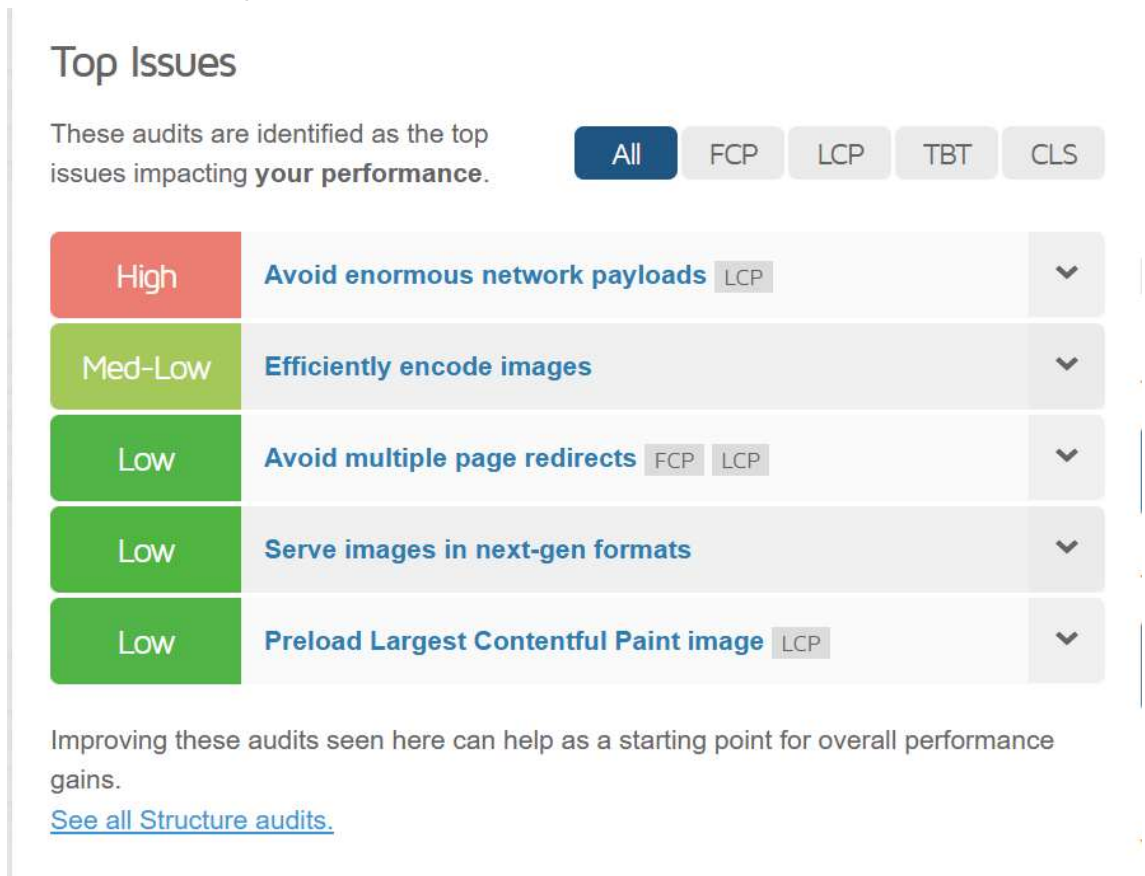 Top Issues
These audits are identified as the top
issues impacting your performance.
All FCP LCP TBT CLS
High Avoid enormous network payloads LCP
Med-Low Efficiently encode images
Low Avoid multiple page redirects FCP LCP
Low Serve images in next-gen formats
Low Preload Largest Contentful Paint image LCP
Improving these audits seen here can help as a starting point for overall performance
gains.
See all Structure audits.